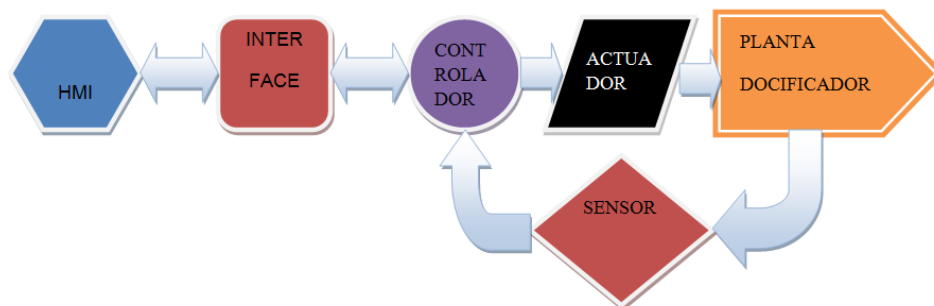 HMI
INTER
FACE
CONT
ROLA
DOR
ACTUA
DOR
PLANTA
DOCIFICADOR
SENSOR